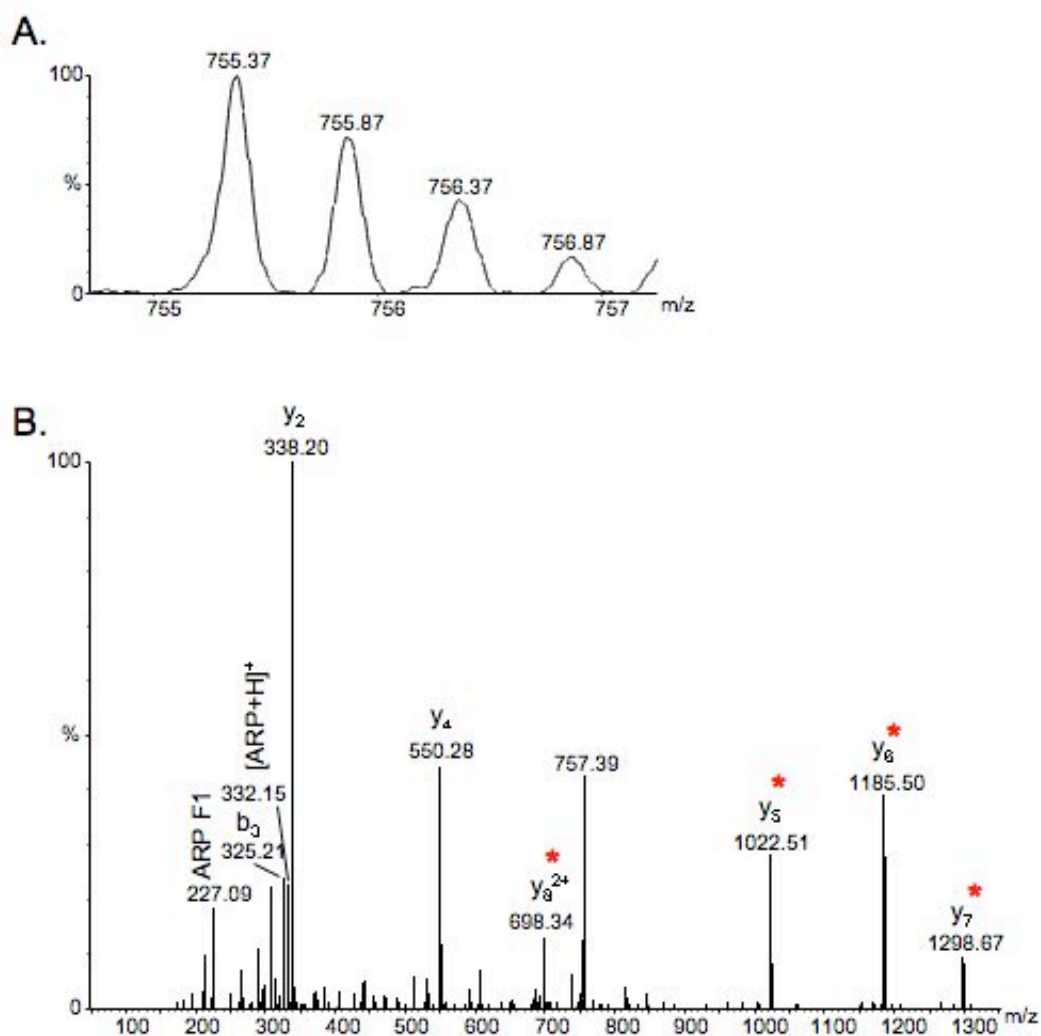 A.
755.37
100
755.87
%
756.37
756.87
0
755
756
757
m/z
B.
y2
338.20
100
[ARP+H]+
y4
550.28
%
757.39
y6*
1185.50
332.15
*
y5
1022.51
ARP F1
b3
325.21
227.09
*
y8 2+
698.34
*
y7
1298.67
0
100 200 300 400 500 600 700 800 900 1000 1100 1200 1300
m/z